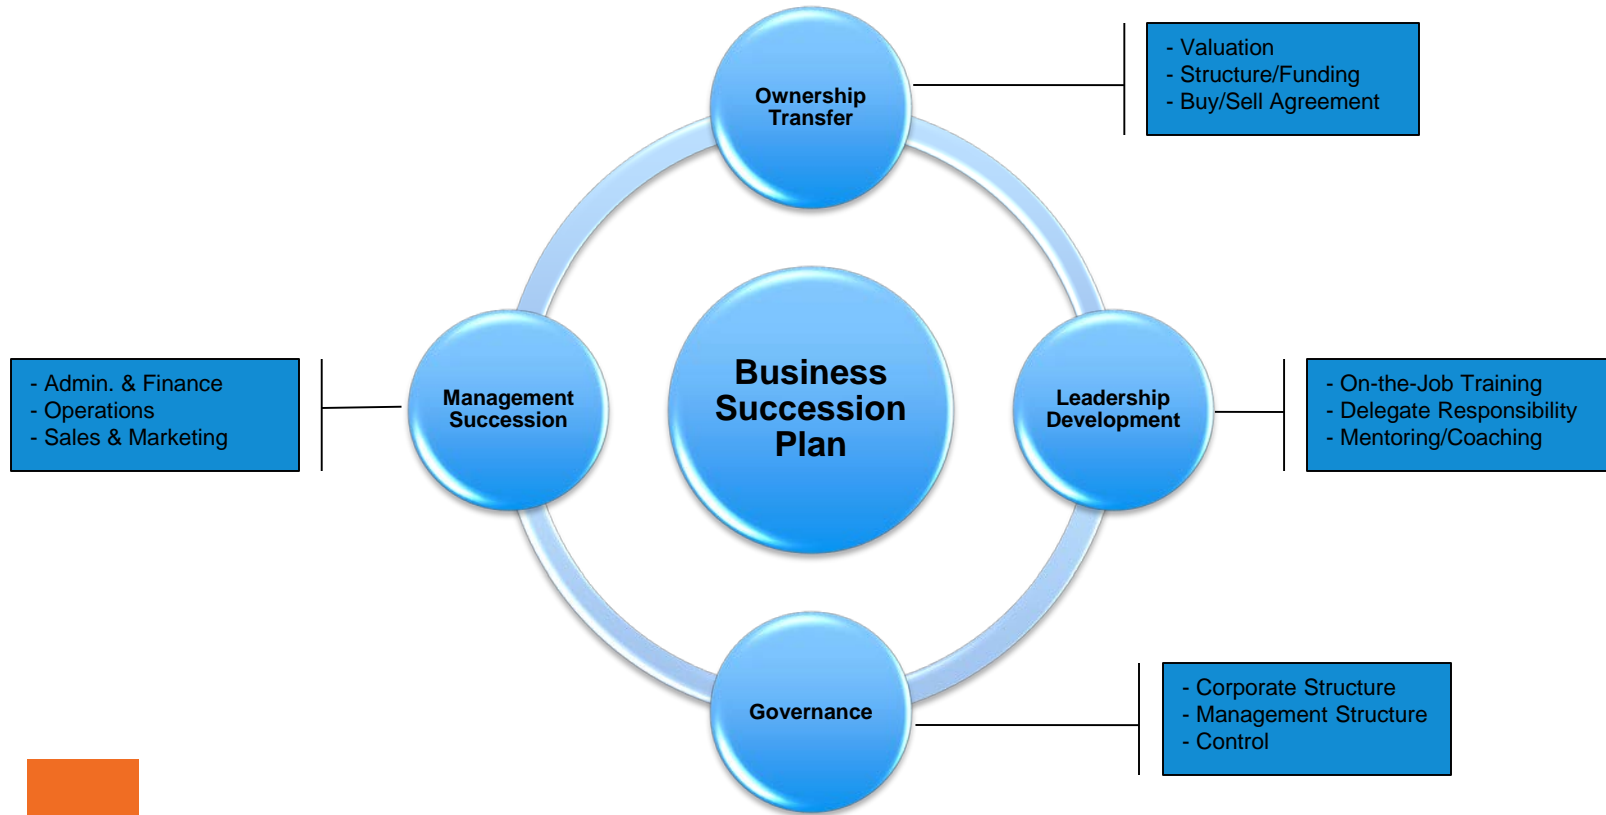 Ownership
Transfer
- Valuation
- Structure/Funding
- Buy/Sell Agreement
Business
Succession
Plan
Management
Succession
- Admin. & Finance
- Operations
- Sales & Marketing
Leadership
Development
- On-the-Job Training
- Delegate Responsibility
- Mentoring/Coaching
Governance
- Corporate Structure
- Management Structure
- Control